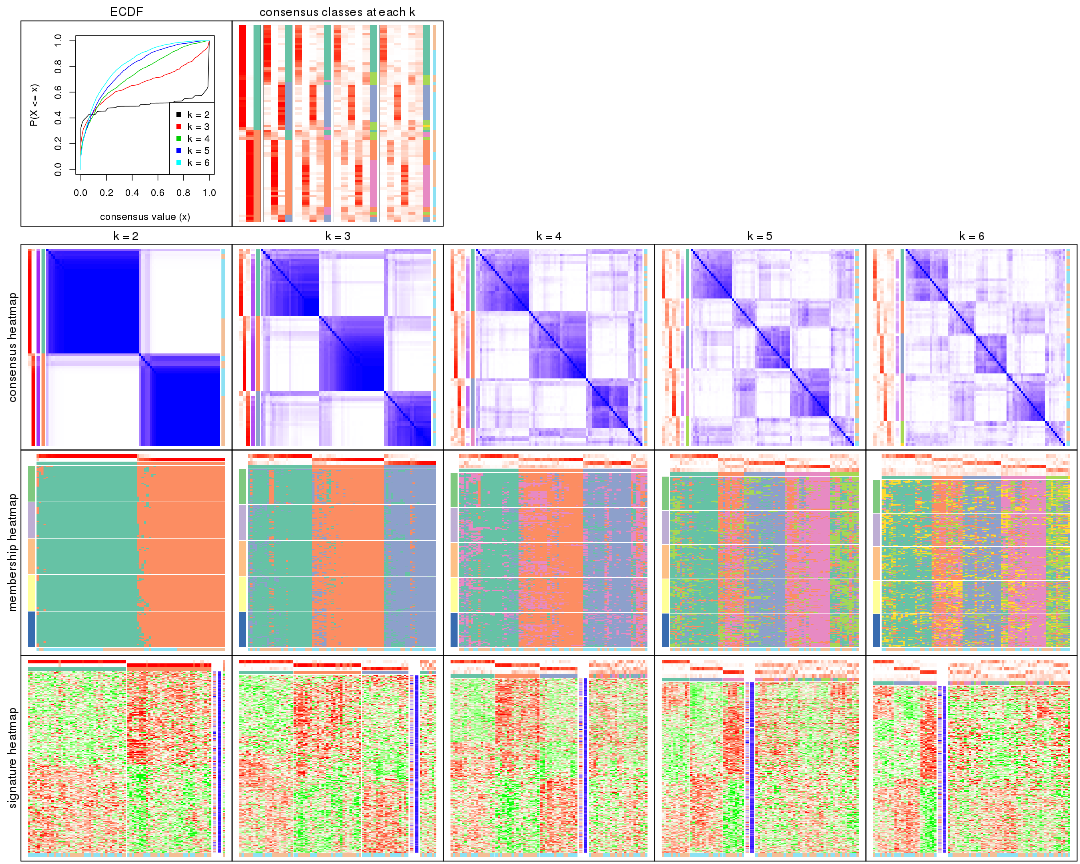 ECDF
consensus classes at each k
P(X <= x)
0.0 0.2 0.4 0.6 0.8 1.0
k = 2
k = 3
k = 4
k = 5
k = 6
0.0 0.2 0.4 0.6 0.8 1.0
consensus value (x)
k = 2
k = 3
k = 4
k = 5
k = 6
consensus heatmap
membership heatmap
signature heatmap